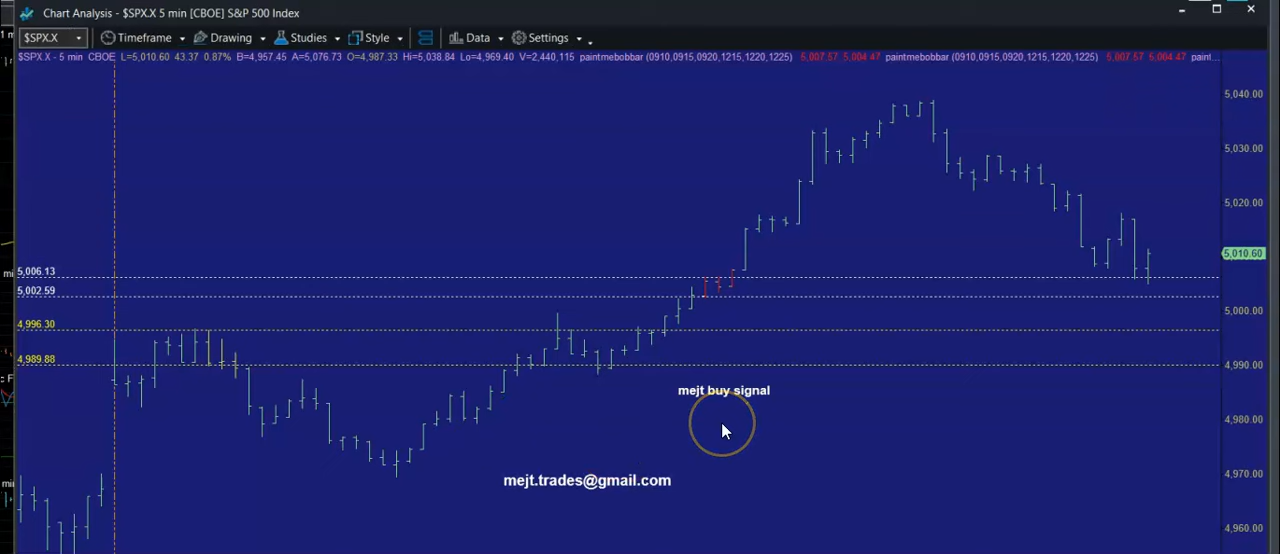 Chart Analysis - $SPX.X 5 min [CBOE] S&P 500 Index
$SPX.X Timeframe Drawing Studies Style Data Settings
$SPX.X - 5 min CBOE L=5,010.60 43.37 0.87% B=4,957.45 A=5,076.73 O=4,987.33 Hi=5,038.84 Lo=4,969.40 V=2,440,115 paintmebobbar (0910,0915,0920,1215,1220,1225) 5,007.57 5,004.47 paintmebobbar (0910,0915,0920,1215,1220,1225) 5,007.57 5,004.47 paint...
5,040.00
5,030.00
5,020.00
5,010.60
5,006.13
5,002.59
5,000.00
4,996.30
4,989.88
4,990.00
mejt buy signal
4,980.00
mejt.trades@gmail.com
4,970.00
4,960.00